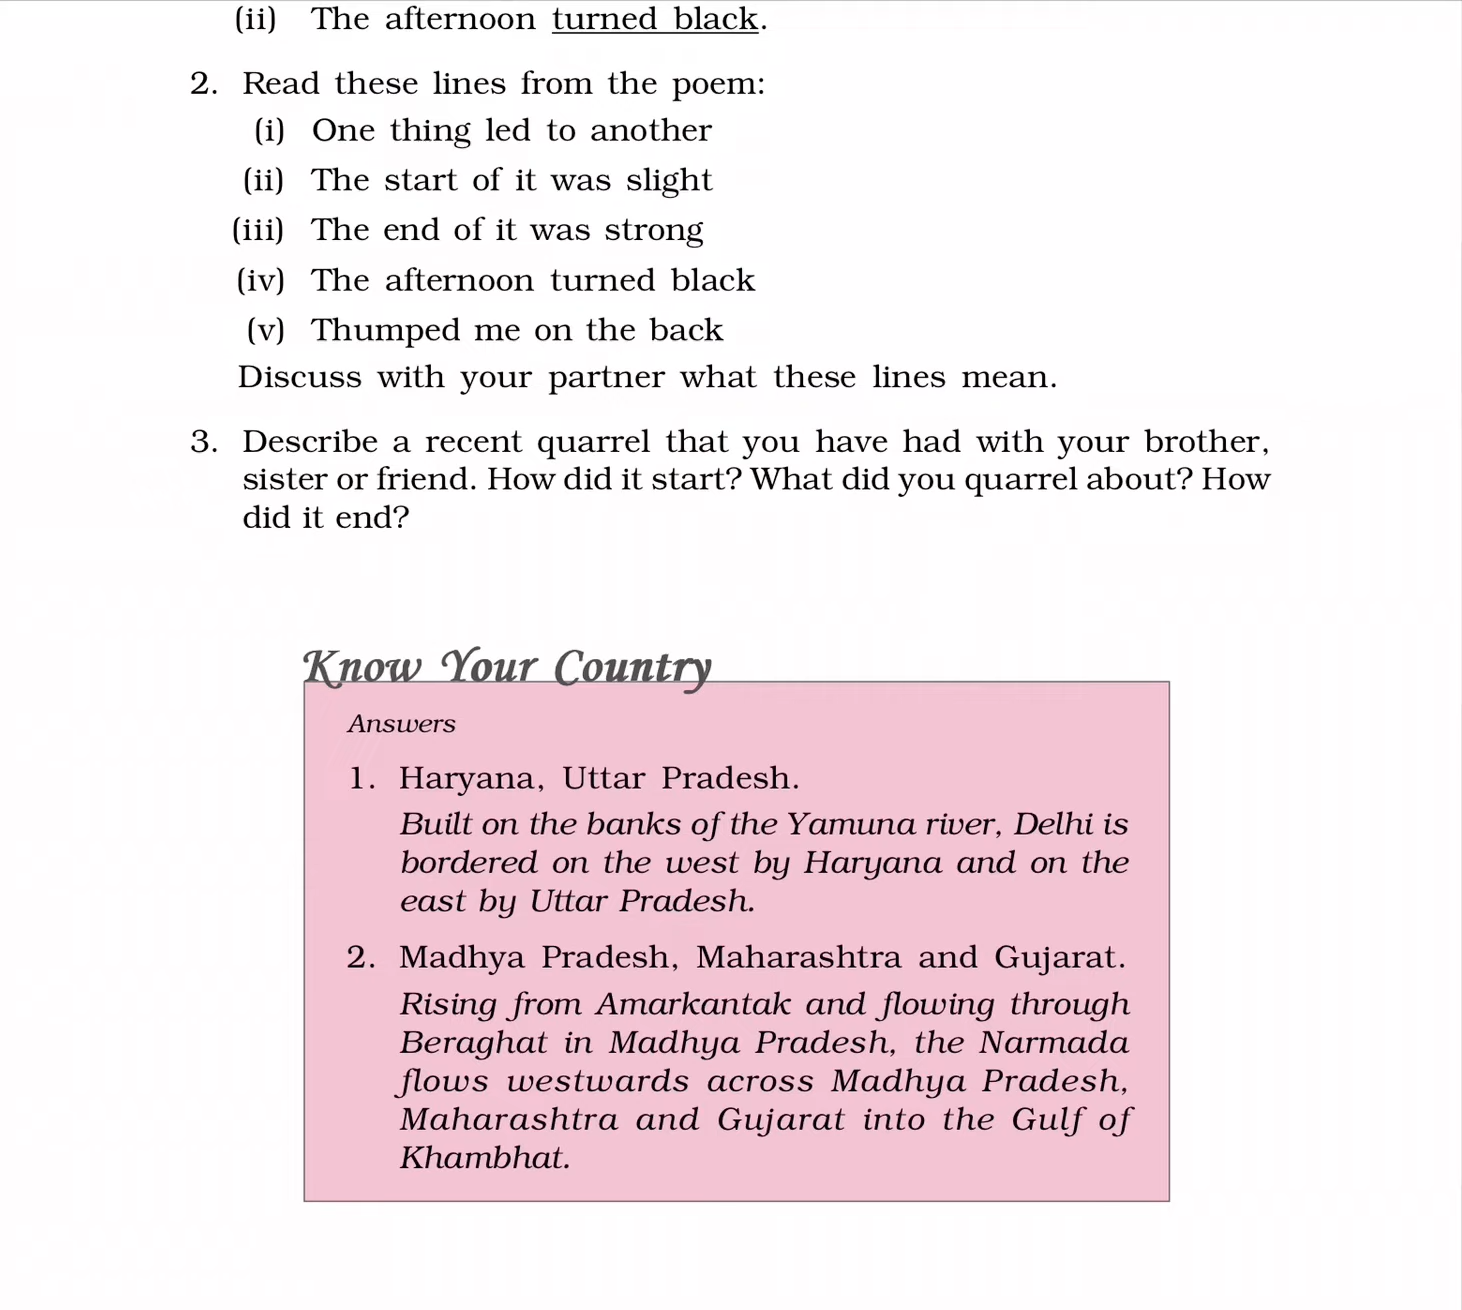 (ii) The afternoon turned black.
2. Read these lines from the poem:
(i) One thing led to another
(ii) The start of it was slight
(iii) The end of it was strong
(iv) The afternoon turned black
(v) Thumped me on the back
Discuss with your partner what these lines mean.
3. Describe a recent quarrel that you have had with your brother,
sister or friend. How did it start? What did you quarrel about? How
did it end?
Know Your Country
Answers
1. Haryana, Uttar Pradesh.
Built on the banks of the Yamuna river, Delhi is
bordered on the west by Haryana and on the
east by Uttar Pradesh.
2. Madhya Pradesh, Maharashtra and Gujarat.
Rising from Amarkantak and flowing through
Beraghat in Madhya Pradesh, the Narmada
flows westwards across Madhya Pradesh,
Maharashtra and Gujarat into the Gulf of
Khambhat.